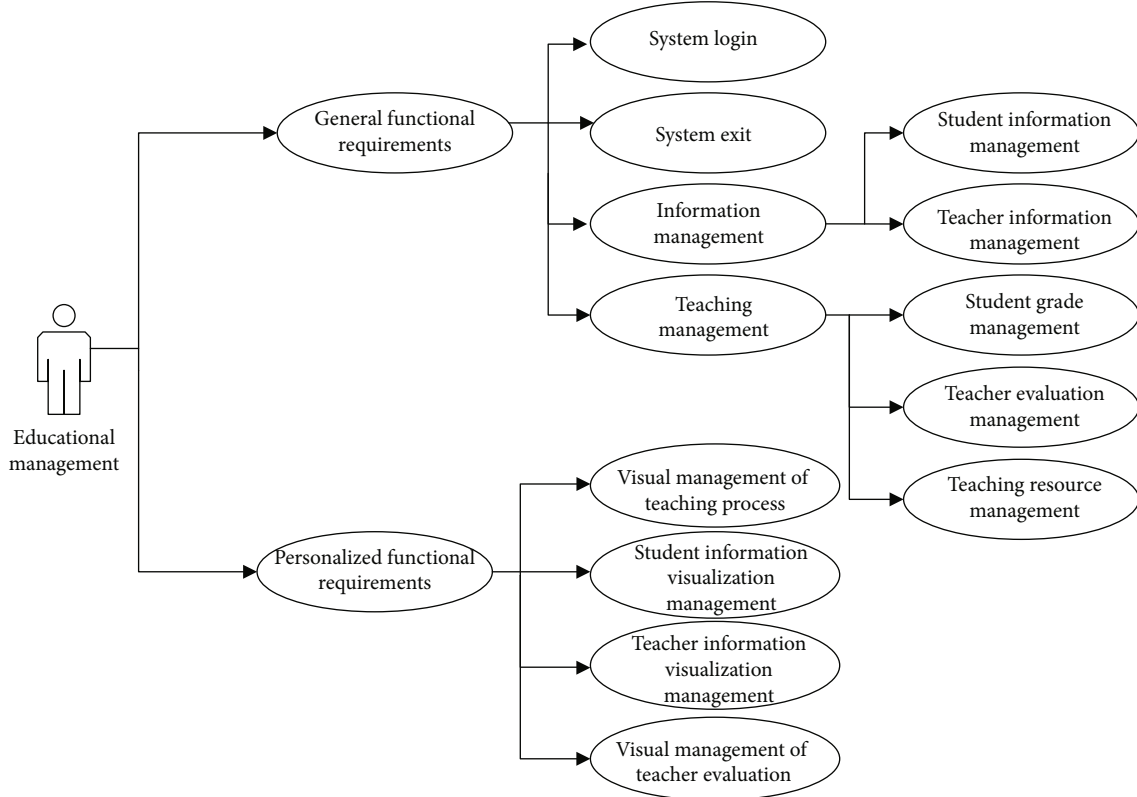 System login
General functional
requirements
System exit
Student information
management
Information
management
Teacher information
management
Teaching
management
Student grade
management
Educational
management
Teacher evaluation
management
Visual management of
teaching process
Teaching resource
management
Personalized functional
requirements
Student information
visualization
management
Teacher information
visualization
management
Visual management of
teacher evaluation